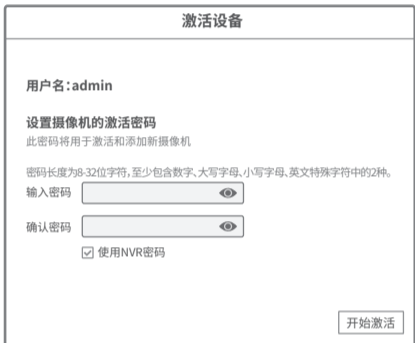 激活设备
用户名:admin
设置摄像机的激活密码
此密码将用于激活和添加新摄像机
密码长度为8-32位字符,至少包含数字、大写字母、小写字母、英文特殊字符中的2种。
输入密码
确认密码
使用NVR密码
开始激活